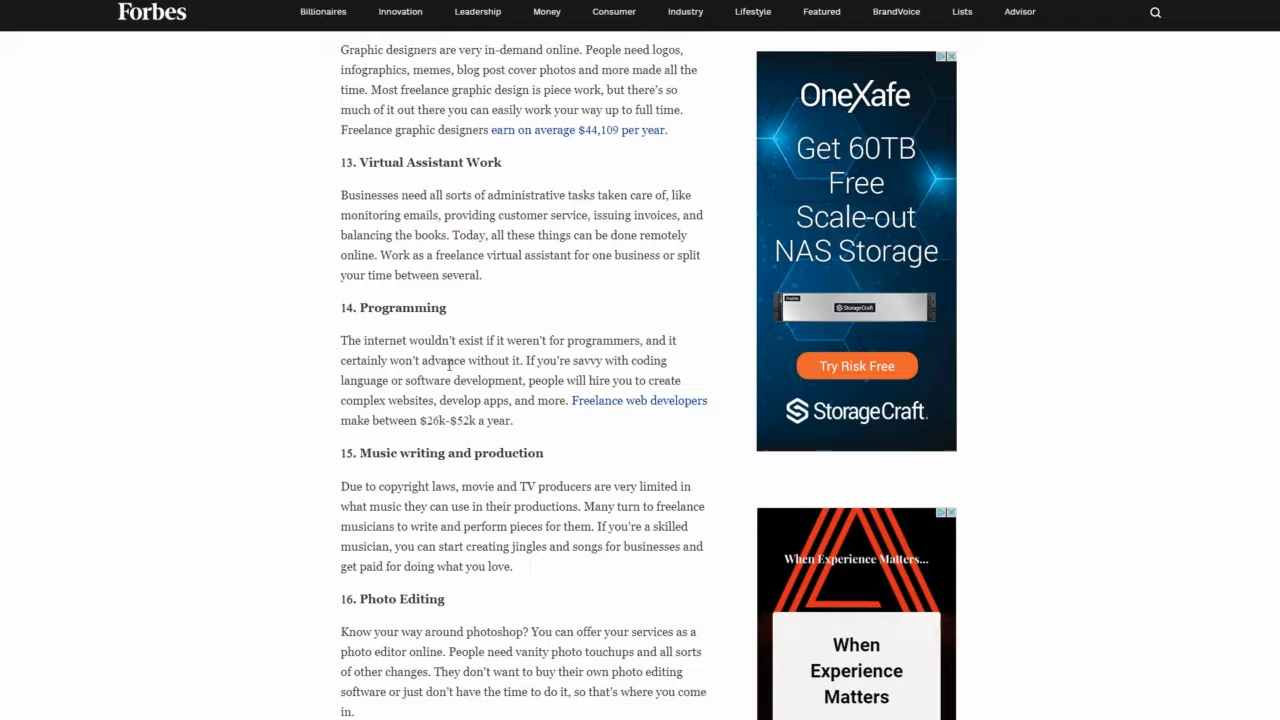 Forbes
Billionaires
Innovation
Leadership
Money
Consumer
Industry
Lifestyle
Featured
BrandVoice
Lists
Advisor
Graphic designers are very in-demand online. People need logos,
infographics, memes, blog post cover photos and more made all the
time. Most freelance graphic design is piece work, but there's so
much of it out there you can easily work your way up to full time.
Freelance graphic designers earn on average $44,109 per year.
13. Virtual Assistant Work
Businesses need all sorts of administrative tasks taken care of, like
monitoring emails, providing customer service, issuing invoices, and
balancing the books. Today, all these things can be done remotely
online. Work as a freelance virtual assistant for one business or split
your time between several.
14. Programming
The internet wouldn't exist if it weren't for programmers, and it
certainly won't advance without it. If you're savvy with coding
language or software development, people will hire you to create
complex websites, develop apps, and more. Freelance web developers
make between $26k-$52k a year.
15. Music writing and production
Due to copyright laws, movie and TV producers are very limited in
what music they can use in their productions. Many turn to freelance
musicians to write and perform pieces for them. If you're a skilled
musician, you can start creating jingles and songs for businesses and
get paid for doing what you love.
16. Photo Editing
Know your way around photoshop? You can offer your services as a
photo editor online. People need vanity photo touchups and all sorts
of other changes. They don't want to buy their own photo editing
software or just don't have the time to do it, so that's where you come
in.
OneXafe
Get 60TB
Free
Scale-out
NAS Storage
OneXafe
StorageCraft
Try Risk Free
StorageCraft.
When Experience Matters...
When
Experience
Matters